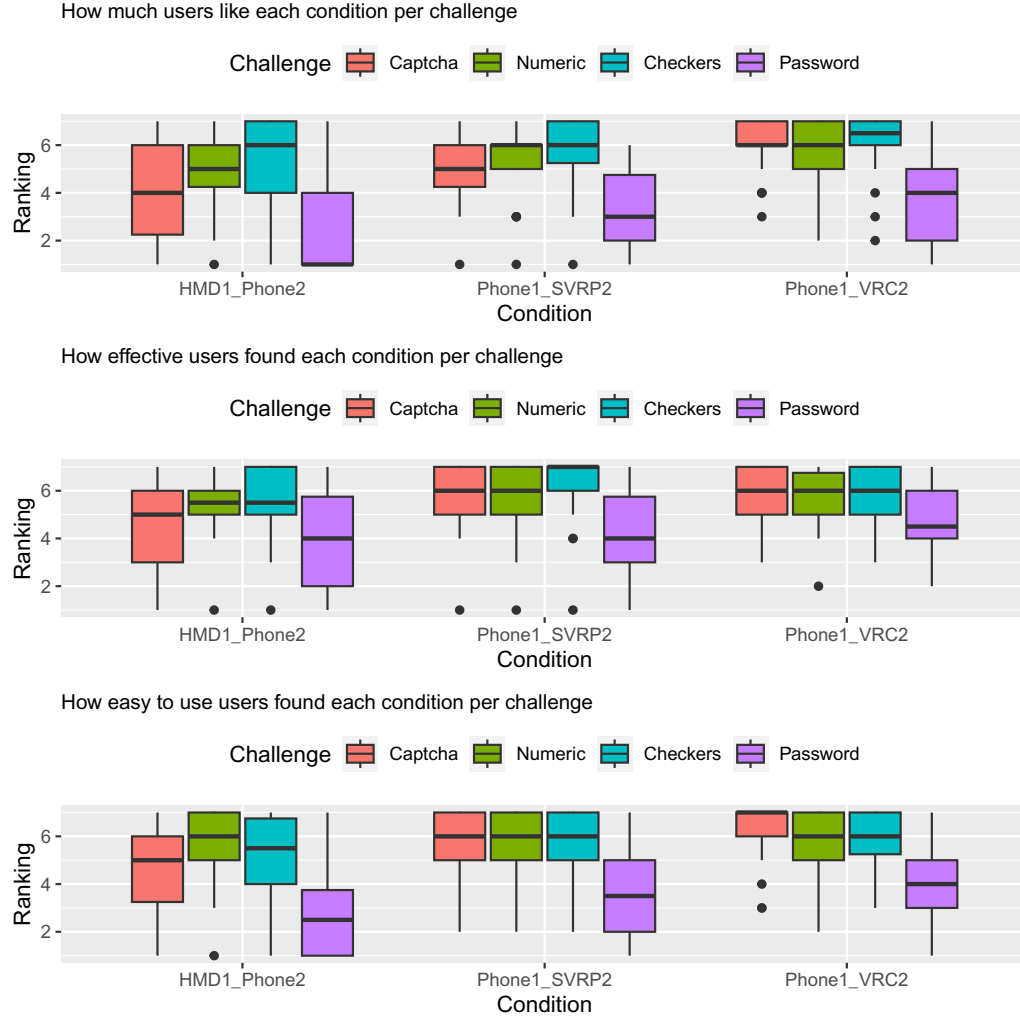 How much users like each condition per challenge
Challenge Captcha Numeric Checkers Password
Ranking
6
4
2
HMD1_Phone2 Phone1_SVRP2 Phone1_VRC2
Condition
How effective users found each condition per challenge
Challenge Captcha Numeric Checkers Password
Ranking
6
4
2
HMD1_Phone2 Phone1_SVRP2 Phone1_VRC2
Condition
How easy to use users found each condition per challenge
Challenge Captcha Numeric Checkers Password
Ranking
6
4
2
HMD1_Phone2 Phone1_SVRP2 Phone1_VRC2
Condition